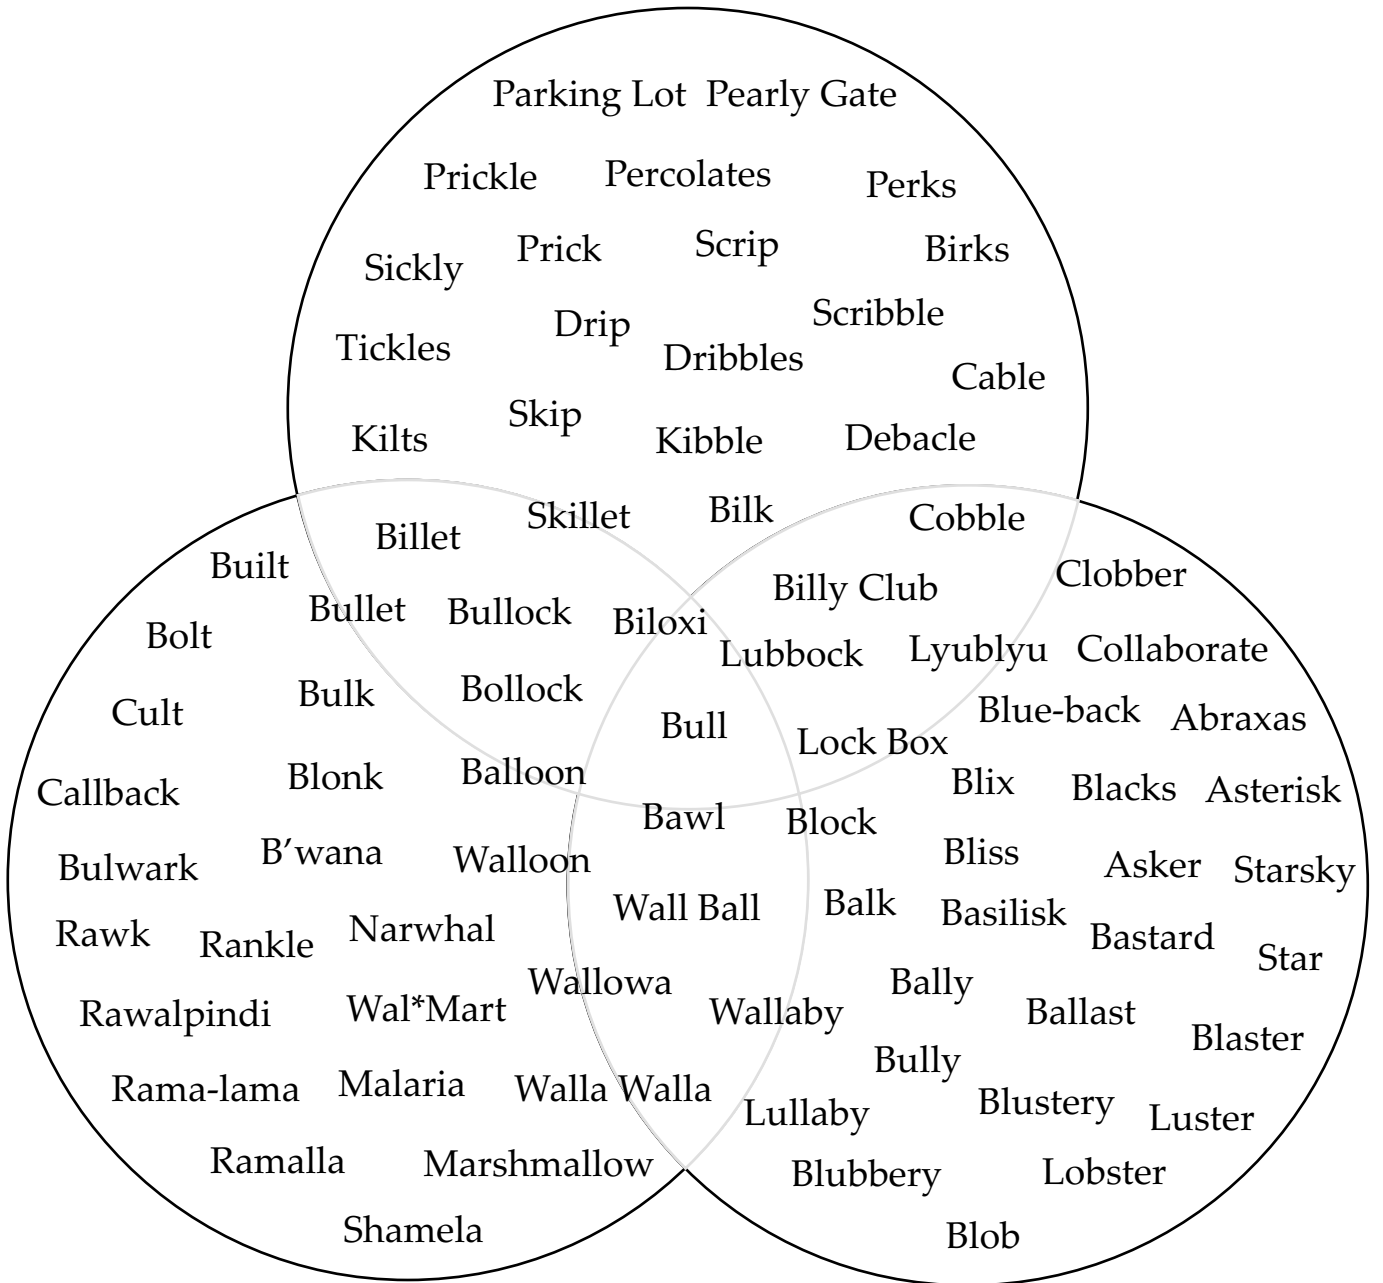 Parking Lot Pearly Gate
Prickle Percolates Perks
Sickly Prick Scrip Birks
Tickles Drip Dribbles Scribble
Kilts Skip Kibble Debacle Cable
Billet Skillet Bilk Cobble
Built Bullet Bullock Biloxi Billy Club Clobber
Bolt Lubbock Lyublyu Collaborate
Cult Bulk Bollock Bull Lock Box Blue-back Abraxas
Callback Blonk Balloon Bawl Block Blix Blacks Asterisk
Bulwark B'wana Walloon Bliss Asker Starsky
Rawk Rankle Narwhal Wall Ball Balk Basilisk Bastard Star
Rawalpindi Wal*Mart Wallowa Wallaby Bally Ballast Blaster
Rama-lama Malaria Walla Walla Lullaby Bully Blustery Luster
Ramalla Marshmallow Blubbery Lobster
Shamela Blob